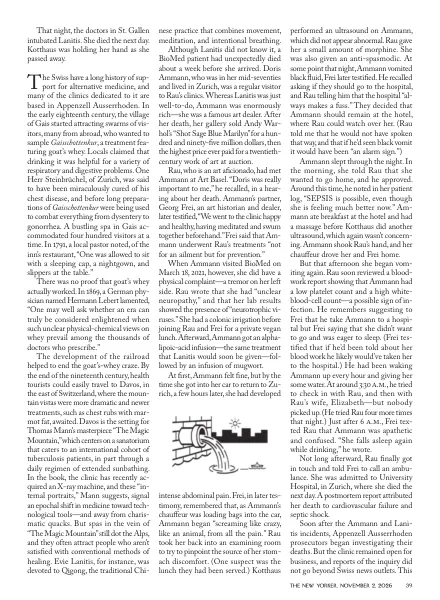 That night, the doctors in St. Gallen
intubated Lanitis. She died the next day.
Kotthaus was holding her hand as she
passed away.
The Swiss have a long history of sup-
port for alternative medicine, and
many of the clinics dedicated to it are
based in Appenzell Ausserrhoden. In
the early eighteenth century, the village
of Gais started attracting swarms of vis-
itors, many from abroad, who wanted to
sample Gaisschottenkur, a treatment fea-
turing goat's whey. Locals claimed that
drinking it was helpful for a variety of
respiratory and digestive problems. One
Herr Steinbrüchel, of Zurich, was said
to have been miraculously cured of his
chest disease, and before long prepara-
tions of Gaisschottenkur were being used
to combat everything from dysentery to
gonorrhea. A bustling spa in Gais ac-
commodated four hundred visitors at a
time. In 1791, a local pastor noted, of the
inn's restaurant, "One was allowed to sit
with a sleeping cap, a nightgown, and
slippers at the table."
There was no proof that goat's whey
actually worked. In 1869, a German phy-
sician named Hermann Lebert lamented,
"One may well ask whether an era can
truly be considered enlightened when
such unclear physical-chemical views on
whey prevail among the thousands of
doctors who prescribe."
The development of the railroad
helped to end the goat's-whey craze. By
the end of the nineteenth century, health
tourists could easily travel to Davos, in
the east of Switzerland, where the moun-
tain vistas were more dramatic and newer
treatments, such as chest rubs with mar-
mot fat, awaited. Davos is the setting for
Thomas Mann's masterpiece "The Magic
Mountain," which centers on a sanatorium
that caters to an international cohort of
tuberculosis patients, in part through a
daily regimen of extended sunbathing.
In the book, the clinic has recently ac-
quired an X-ray machine, and these "in-
ternal portraits," Mann suggests, signal
an epochal shift in medicine toward tech-
nological tools—and away from charis-
matic quacks. But spas in the vein of
"The Magic Mountain" still dot the Alps,
and they often attract people who aren't
satisfied with conventional methods of
healing. Evie Lanitis, for instance, was
devoted to Qigong, the traditional Chi-
nese practice that combines movement,
meditation, and intentional breathing.
Although Lanitis did not know it, a
BioMed patient had unexpectedly died
about a week before she arrived. Doris
Ammann, who was in her mid-seventies
and lived in Zurich, was a regular visitor
to Rau's clinics. Whereas Lanitis was just
well-to-do, Ammann was enormously
rich—she was a famous art dealer. After
her death, her gallery sold Andy War-
hol's "Shot Sage Blue Marilyn" for a hun-
dred and ninety-five million dollars, then
the highest price ever paid for a twentieth-
century work of art at auction.
Rau, who is an art aficionado, had met
Ammann at Art Basel. "Doris was really
important to me," he recalled, in a hear-
ing about her death. Ammann's partner,
Georg Frei, an art historian and dealer,
later testified, "We went to the clinic happy
and healthy, having meditated and swum
together beforehand." Frei said that Am-
mann underwent Rau's treatments "not
for an ailment but for prevention."
When Ammann visited BioMed on
March 18, 2021, however, she did have a
physical complaint—a tremor on her left
side. Rau wrote that she had "unclear
neuropathy," and that her lab results
showed the presence of "neurotrophic vi-
ruses." She had a colonic irrigation before
joining Rau and Frei for a private vegan
lunch. Afterward, Ammann got an alpha-
lipoic-acid infusion—the same treatment
that Lanitis would soon be given—fol-
lowed by an infusion of mugwort.
At first, Ammann felt fine, but by the
time she got into her car to return to Zu-
rich, a few hours later, she had developed
intense abdominal pain. Frei, in later tes-
timony, remembered that, as Ammann's
chauffeur was loading bags into the car,
Ammann began "screaming like crazy,
like an animal, from all the pain." Rau
took her back into an examining room
to try to pinpoint the source of her stom-
ach discomfort. (One suspect was the
lunch they had been served.) Kotthaus
performed an ultrasound on Ammann,
which did not appear abnormal. Rau gave
her a small amount of morphine. She
was also given an anti-spasmodic. At
some point that night, Ammann vomited
black fluid, Frei later testified. He recalled
asking if they should go to the hospital,
and Rau telling him that the hospital "al-
ways makes a fuss." They decided that
Ammann should remain at the hotel,
where Rau could watch over her. (Rau
told me that he would not have spoken
that way, and that if he'd seen black vomit
it would have been "an alarm sign.")
Ammann slept through the night. In
the morning, she told Rau that she
wanted to go home, and he approved.
Around this time, he noted in her patient
log, "SEPSIS is possible, even though
she is feeling much better now." Am-
mann ate breakfast at the hotel and had
a massage before Kotthaus did another
ultrasound, which again wasn't concern-
ing. Ammann shook Rau's hand, and her
chauffeur drove her and Frei home.
But that afternoon she began vom-
iting again. Rau soon reviewed a blood-
work report showing that Ammann had
a low platelet count and a high white-
blood-cell count—a possible sign of in-
fection. He remembers suggesting to
Frei that he take Ammann to a hospi-
tal but Frei saying that she didn't want
to go and was eager to sleep. (Frei tes-
tified that if he'd been told about her
blood work he likely would've taken her
to the hospital.) He had been waking
Ammann up every hour and giving her
some water. At around 3:30 A.M., he tried
to check in with Rau, and then with
Rau's wife, Elizabeth—but nobody
picked up. (He tried Rau four more times
that night.) Just after 6 A.M., Frei tex-
ted Rau that Ammann was apathetic
and confused. "She falls asleep again
while drinking," he wrote.
Not long afterward, Rau finally got
in touch and told Frei to call an ambu-
lance. She was admitted to University
Hospital, in Zurich, where she died the
next day. A postmortem report attributed
her death to cardiovascular failure and
septic shock.
Soon after the Ammann and Lani-
tis incidents, Appenzell Ausserrhoden
prosecutors began investigating their
deaths. But the clinic remained open for
business, and reports of the inquiry did
not go beyond Swiss news outlets. This
THE NEW YORKER, NOVEMBER 2, 2026 39